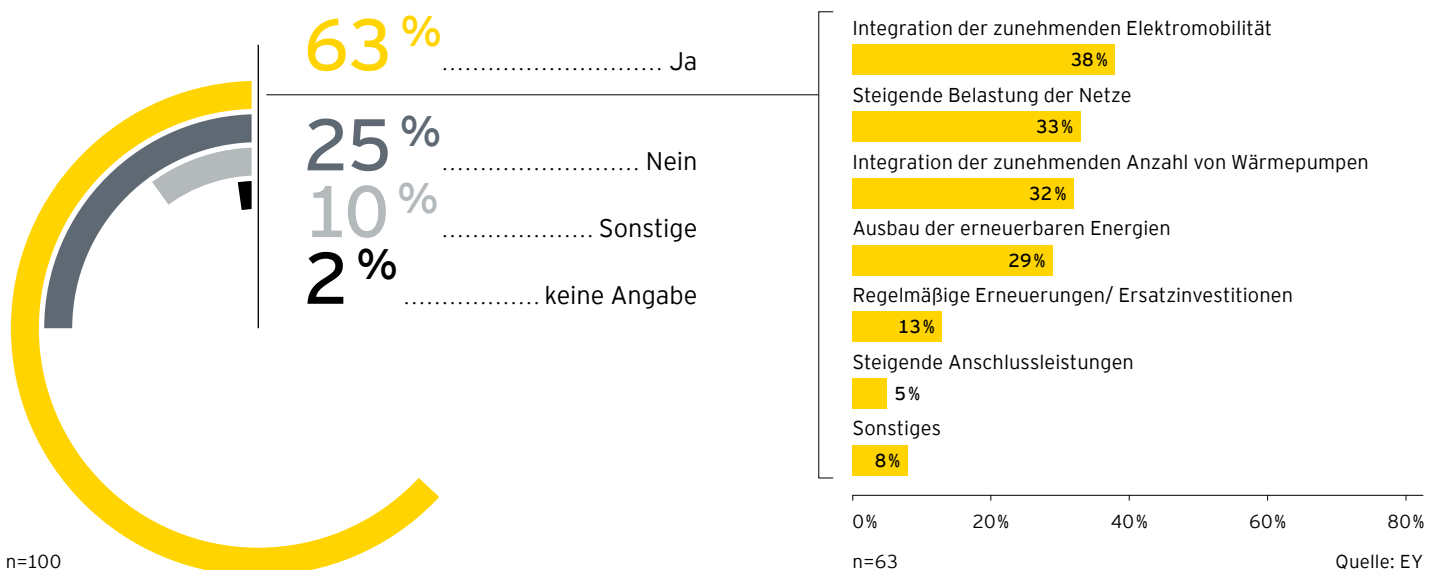 63 % ........................... Ja
25 % ........................ Nein
10 % .................... Sonstige
2 % ................. keine Angabe
n=100
Integration der zunehmenden Elektromobilität
38%
Steigende Belastung der Netze
33%
Integration der zunehmenden Anzahl von Wärmepumpen
32%
Ausbau der erneuerbaren Energien
29%
Regelmäßige Erneuerungen/ Ersatzinvestitionen
13%
Steigende Anschlussleistungen
5%
Sonstiges
8%
0% 20% 40% 60% 80%
n=63 Quelle: EY